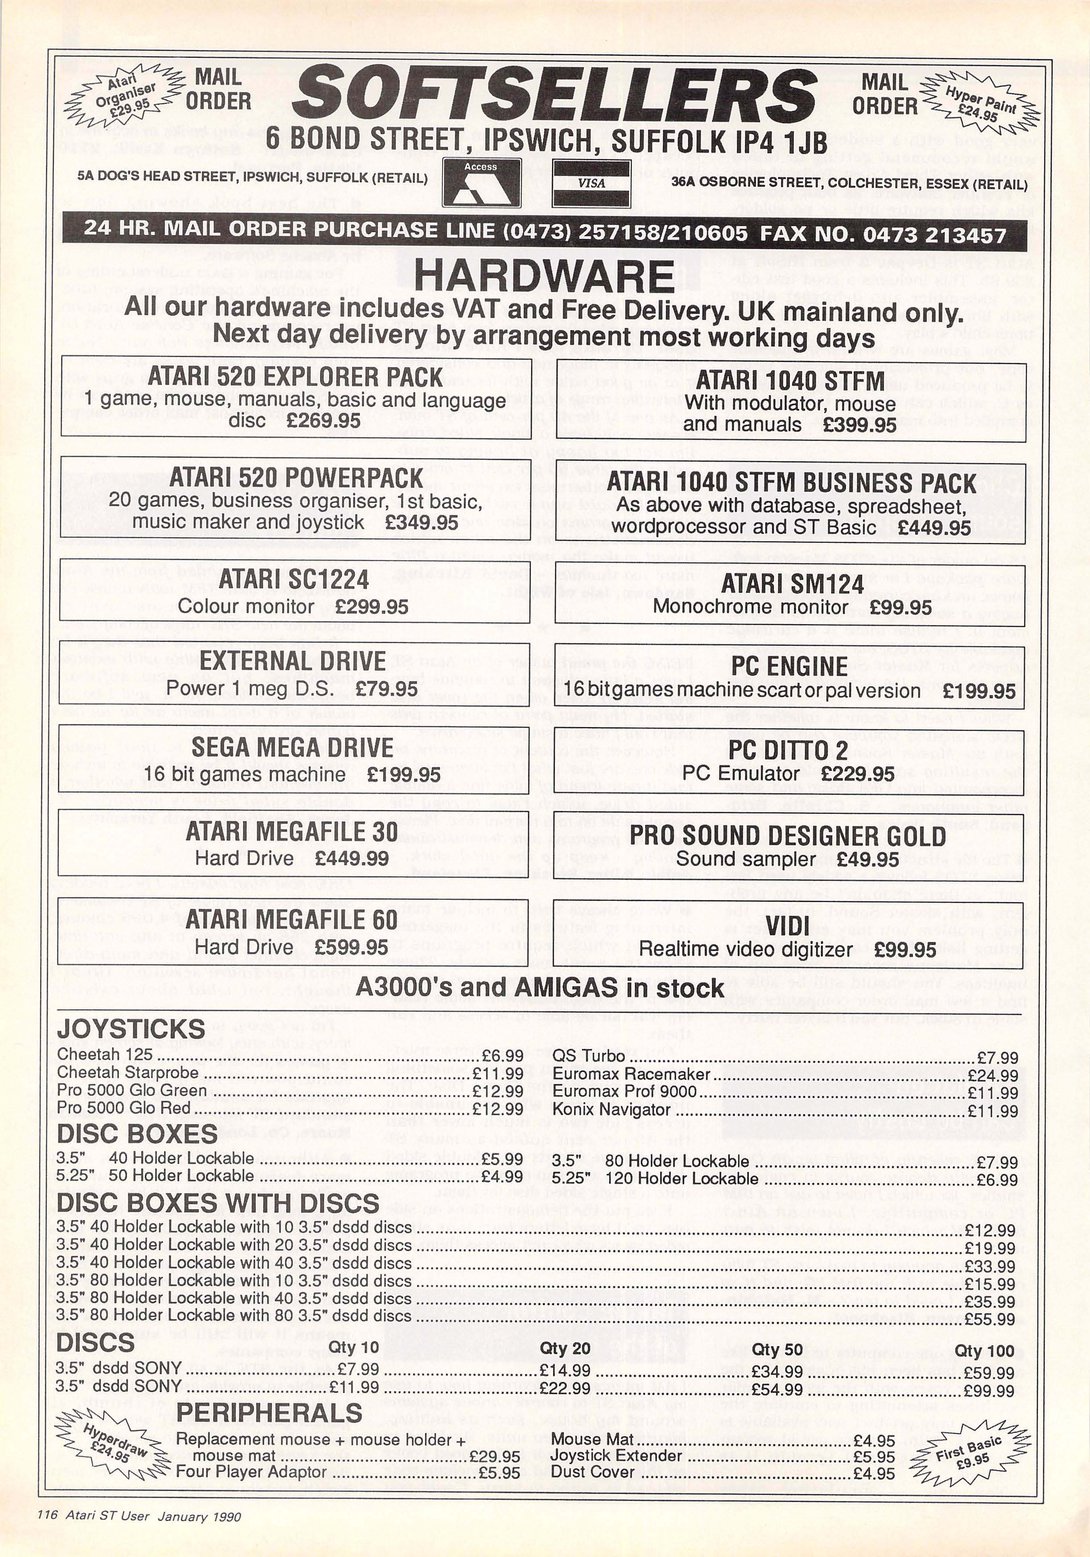 Atari
Organiser
£29.95
MAIL
ORDER
SOFTSELLERS
MAIL
ORDER
Hyper Paint
£24.95
6 BOND STREET, IPSWICH, SUFFOLK IP4 1JB
5A DOG'S HEAD STREET, IPSWICH, SUFFOLK (RETAIL)
Access
VISA
36A OSBORNE STREET, COLCHESTER, ESSEX (RETAIL)
24 HR. MAIL ORDER PURCHASE LINE (0473) 257158/210605 FAX NO. 0473 213457
HARDWARE
All our hardware includes VAT and Free Delivery. UK mainland only.
Next day delivery by arrangement most working days
ATARI 520 EXPLORER PACK
1 game, mouse, manuals, basic and language
disc £269.95
ATARI 1040 STFM
With modulator, mouse
and manuals £399.95
ATARI 520 POWERPACK
20 games, business organiser, 1st basic,
music maker and joystick £349.95
ATARI 1040 STFM BUSINESS PACK
As above with database, spreadsheet,
wordprocessor and ST Basic £449.95
ATARI SC1224
Colour monitor £299.95
ATARI SM124
Monochrome monitor £99.95
EXTERNAL DRIVE
Power 1 meg D.S. £79.95
PC ENGINE
16 bit games machine scart or pal version £199.95
SEGA MEGA DRIVE
16 bit games machine £199.95
PC DITTO 2
PC Emulator £229.95
ATARI MEGAFILE 30
Hard Drive £449.99
PRO SOUND DESIGNER GOLD
Sound sampler £49.95
ATARI MEGAFILE 60
Hard Drive £599.95
VIDI
Realtime video digitizer £99.95
A3000's and AMIGAS in stock
JOYSTICKS
Cheetah 125 £6.99
Cheetah Starprobe £11.99
Pro 5000 Glo Green £12.99
Pro 5000 Glo Red £12.99
QS Turbo £7.99
Euromax Racemaker £24.99
Euromax Prof 9000 £11.99
Konix Navigator £11.99
DISC BOXES
3.5" 40 Holder Lockable £5.99
5.25" 50 Holder Lockable £4.99
3.5" 80 Holder Lockable £7.99
5.25" 120 Holder Lockable £6.99
DISC BOXES WITH DISCS
3.5" 40 Holder Lockable with 10 3.5" dsdd discs £12.99
3.5" 40 Holder Lockable with 20 3.5" dsdd discs £19.99
3.5" 40 Holder Lockable with 40 3.5" dsdd discs £33.99
3.5" 80 Holder Lockable with 10 3.5" dsdd discs £15.99
3.5" 80 Holder Lockable with 40 3.5" dsdd discs £35.99
3.5" 80 Holder Lockable with 80 3.5" dsdd discs £55.99
DISCS Qty 10 Qty 20 Qty 50 Qty 100
3.5" dsdd SONY £7.99 £14.99 £34.99 £59.99
3.5" dsdd SONY £11.99 £22.99 £54.99 £99.99
Hyperdraw
£24.95
PERIPHERALS
Replacement mouse + mouse holder +
mouse mat £29.95
Four Player Adaptor £5.95
Mouse Mat £4.95
Joystick Extender £5.95
Dust Cover £4.95
First Basic
£9.95
116 Atari ST User January 1990